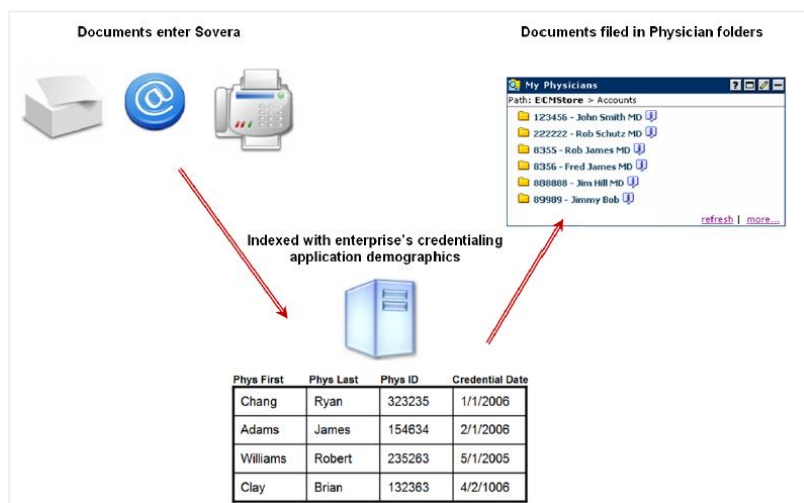 Documents enter Sovera
Documents filed in Physician folders
My Physicians
Path: ECMStore > Accounts
123456 - John Smith MD
222222 - Rob Schutz MD
8355 - Rob James MD
8356 - Fred James MD
888888 - Jim Hill MD
89989 - Jimmy Bob
refresh | more...
Indexed with enterprise's credentialing
application demographics
Phys First Phys Last Phys ID Credential Date
Chang Ryan 323235 1/1/2006
Adams James 154634 2/1/2006
Williams Robert 235263 5/1/2005
Clay Brian 132363 4/2/1006